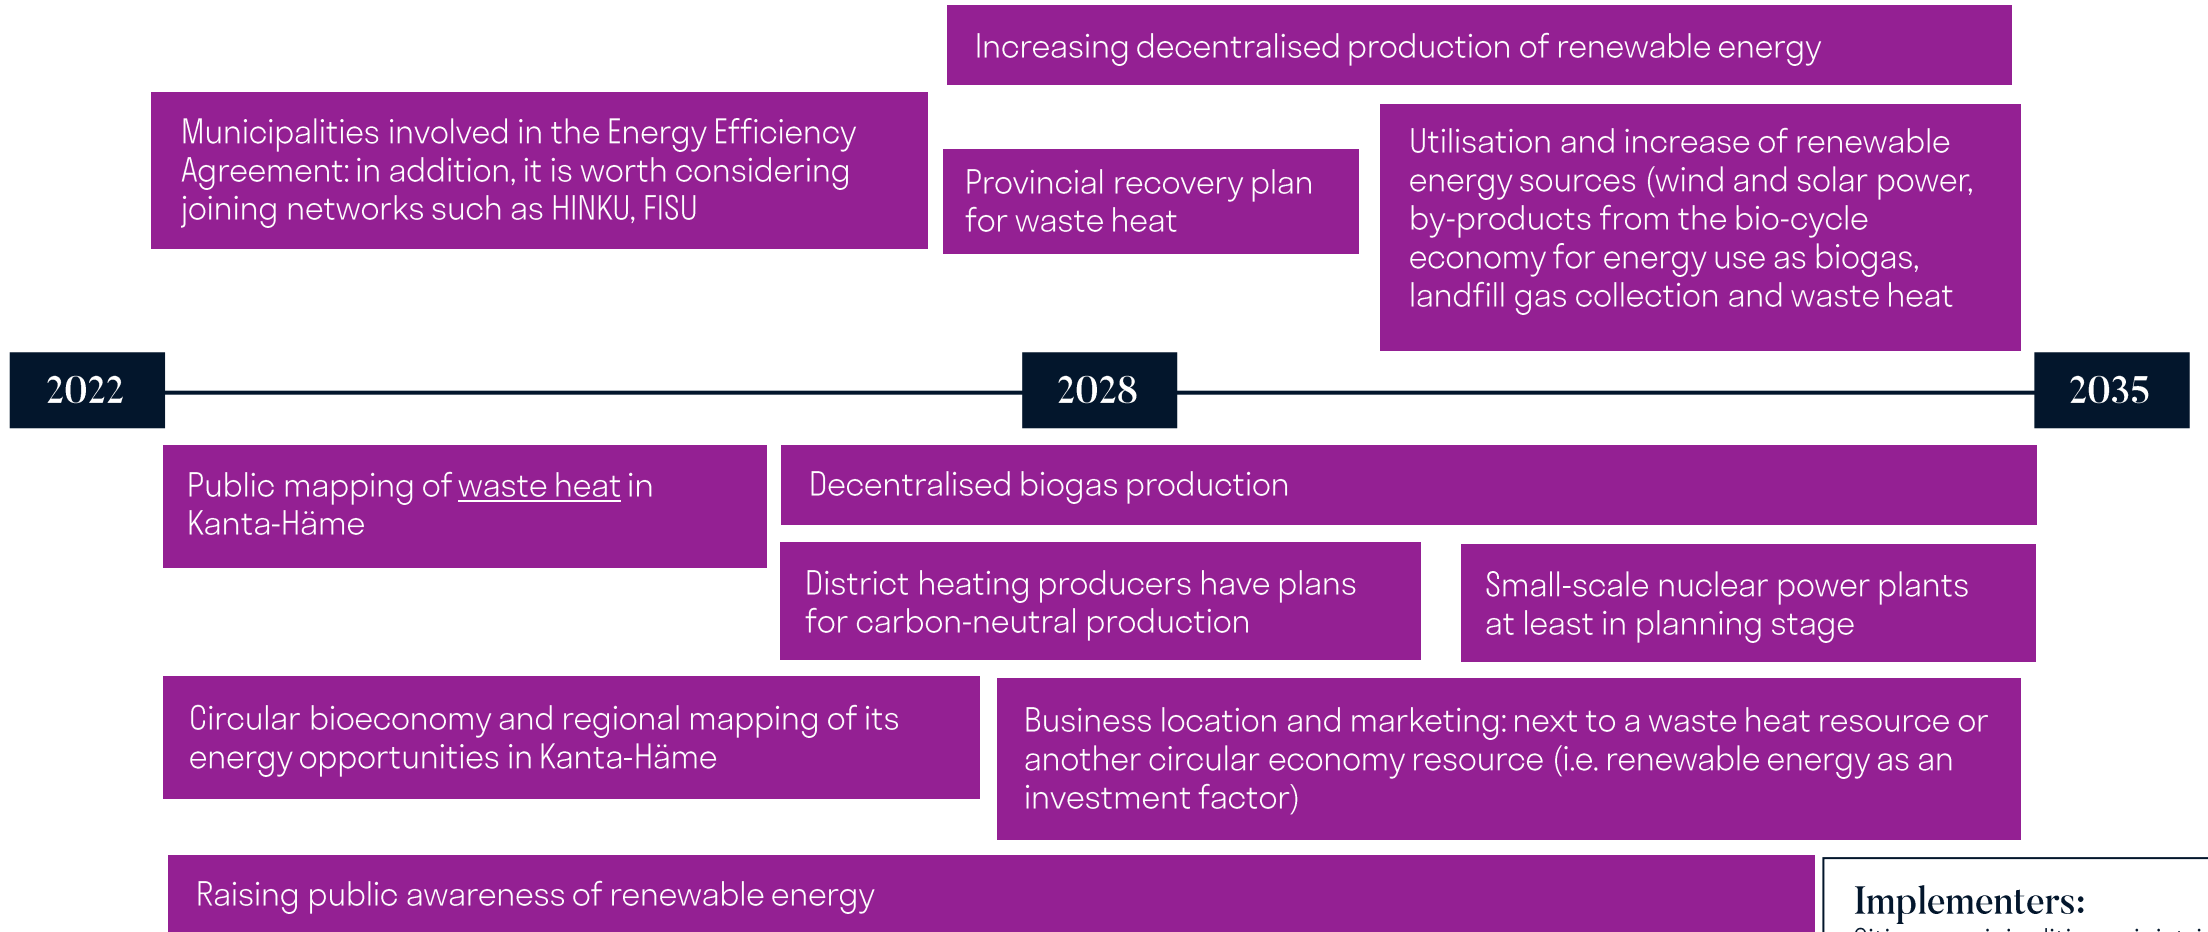 Increasing decentralised production of renewable energy
Municipalities involved in the Energy Efficiency
Agreement: in addition, it is worth considering
joining networks such as HINKU, FISU
Provincial recovery plan
for waste heat
Utilisation and increase of renewable
energy sources (wind and solar power,
by-products from the bio-cycle
economy for energy use as biogas,
landfill gas collection and waste heat
2022
2028
2035
Public mapping of waste heat in
Kanta-Häme
Decentralised biogas production
District heating producers have plans
for carbon-neutral production
Small-scale nuclear power plants
at least in planning stage
Circular bioeconomy and regional mapping of its
energy opportunities in Kanta-Häme
Business location and marketing: next to a waste heat resource or
another circular economy resource (i.e. renewable energy as an
investment factor)
Raising public awareness of renewable energy
Implementers: